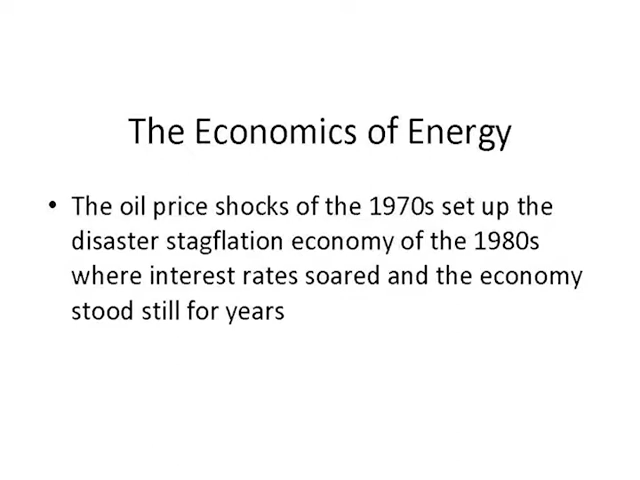 The Economics of Energy
• The oil price shocks of the 1970s set up the
disaster stagflation economy of the 1980s
where interest rates soared and the economy
stood still for years